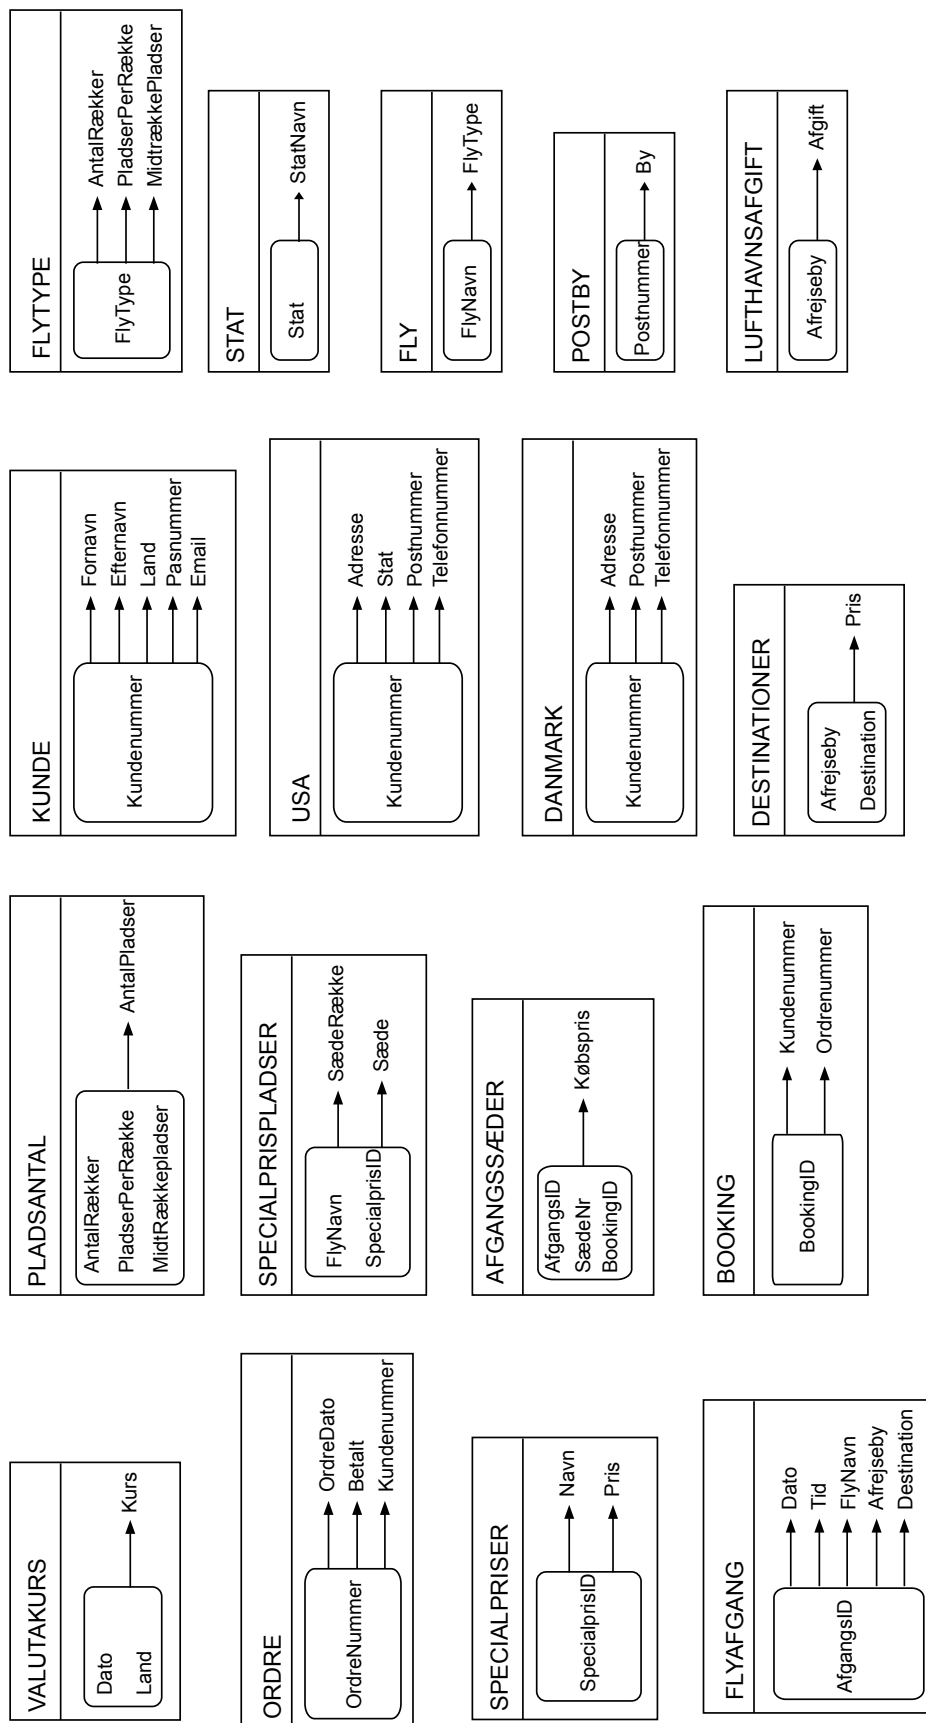 VALUTAKURS
Dato
Land
Kurs
PLADSANTAL
AntalRækker
PladserPerRække
MidtRækkepladser
AntalPladser
KUNDE
Kundenummer
Fornavn
Efternavn
Land
Pasnummer
Email
FLYTYPE
FlyType
AntalRækker
PladserPerRække
MidtrækkePladser
ORDRE
OrdreNummer
OrdreDato
Betalt
Kundenummer
SPECIALPRISPLADSER
FlyNavn
SpecialprisID
SædeRække
Sæde
USA
Kundenummer
Adresse
Stat
Postnummer
Telefonnummer
STAT
Stat
StatNavn
FLY
FlyNavn
FlyType
SPECIALPRISER
SpecialprisID
Navn
Pris
AFGANGSSÆDER
AfgangsID
SædeNr
BookingID
Købspris
DANMARK
Kundenummer
Adresse
Postnummer
Telefonnummer
POSTBY
Postnummer
By
FLYAFGANG
AfgangsID
Dato
Tid
FlyNavn
Afrejseby
Destination
BOOKING
BookingID
Kundenummer
Ordrenummer
DESTINATIONER
Afrejseby
Destination
Pris
LUFTHAVNSAFGIFT
Afrejseby
Afgift